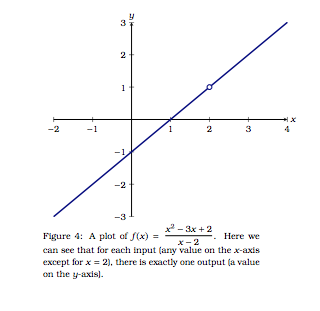 y
3
2
1
−2 −1 1 2 3 4 x
−1
−2
−3
Figure 4: A plot of f(x) = (x² − 3x + 2)/(x − 2). Here we
can see that for each input (any value on the x-axis
except for x = 2), there is exactly one output (a value
on the y-axis).